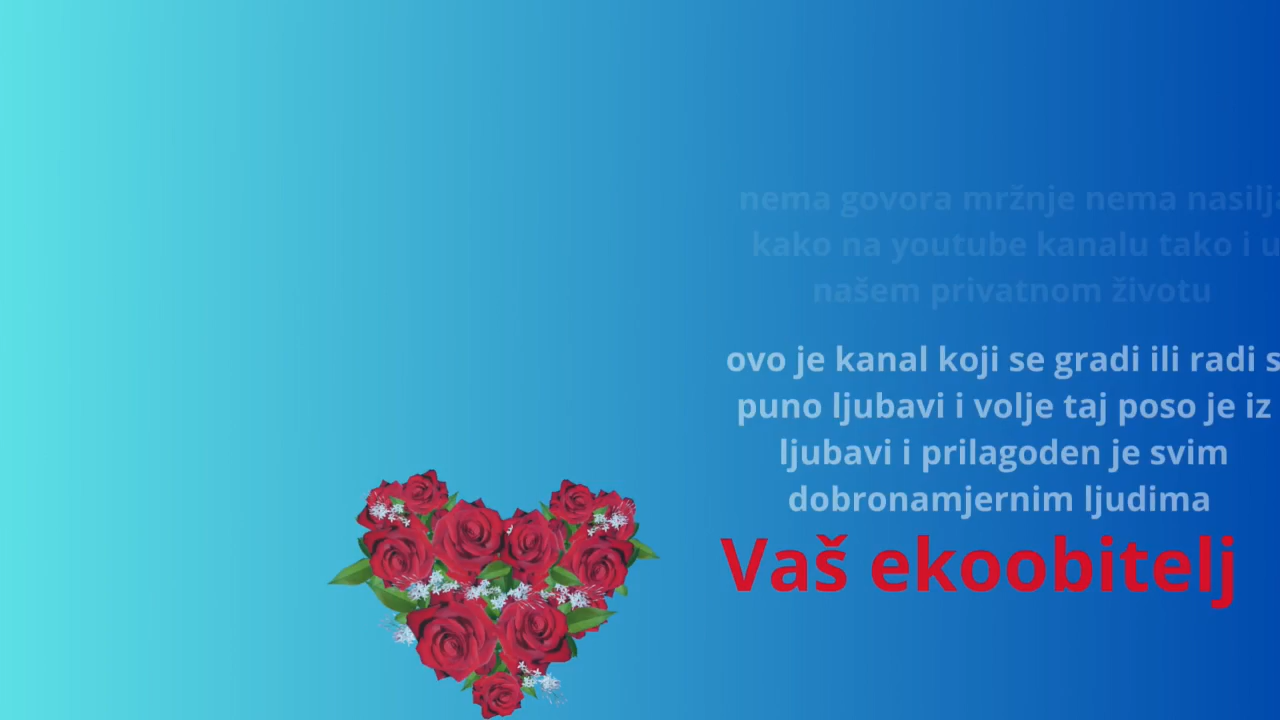 nema govora mržnje nema nasilja
kako na youtube kanalu tako i u
našem privatnom životu
ovo je kanal koji se gradi ili radi s
puno ljubavi i volje taj poso je iz
ljubavi i prilagoden je svim
dobronamjernim ljudima
Vaš ekoobitelj